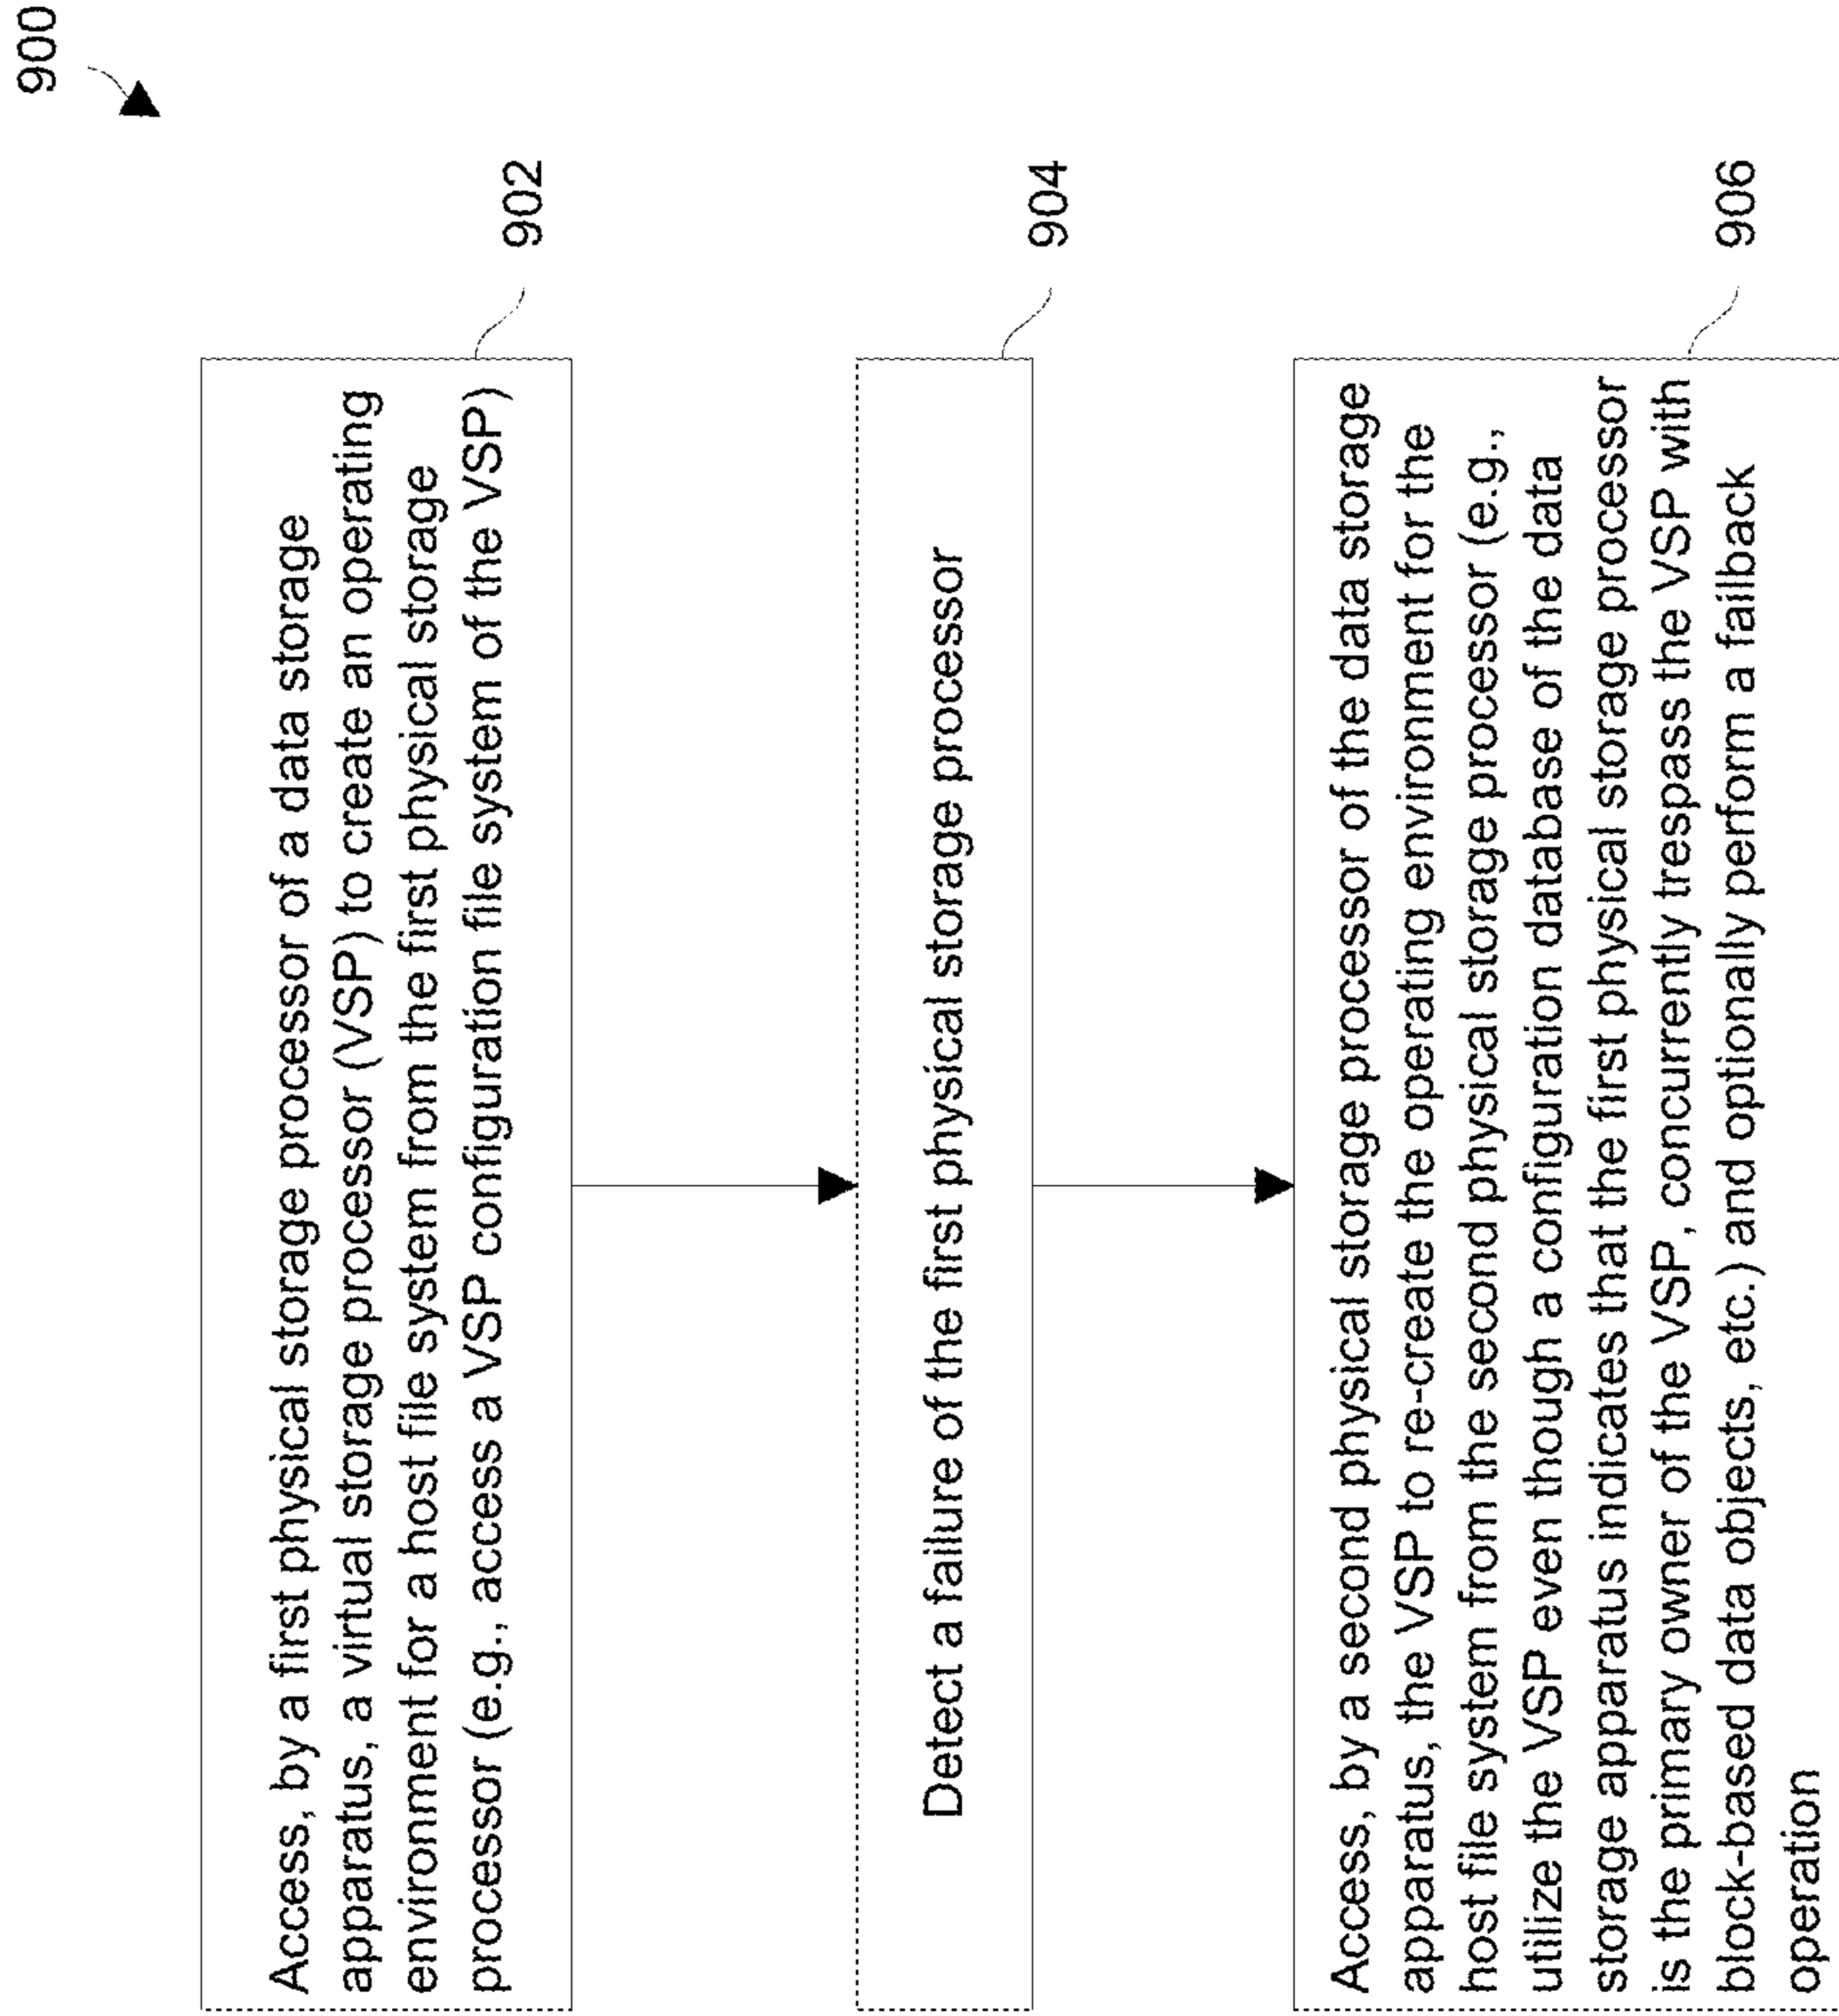 900
Access, by a first physical storage processor of a data storage
apparatus, a virtual storage processor (VSP) to create an operating
environment for a host file system from the first physical storage
processor (e.g., access a VSP configuration file system of the VSP)
902
Detect a failure of the first physical storage processor
904
Access, by a second physical storage processor of the data storage
apparatus, the VSP to re-create the operating environment for the
host file system from the second physical storage processor (e.g.,
utilize the VSP even though a configuration database of the data
storage apparatus indicates that the first physical storage processor
is the primary owner of the VSP, concurrently trespass the VSP with
block-based data objects, etc.) and optionally perform a failback
operation
906